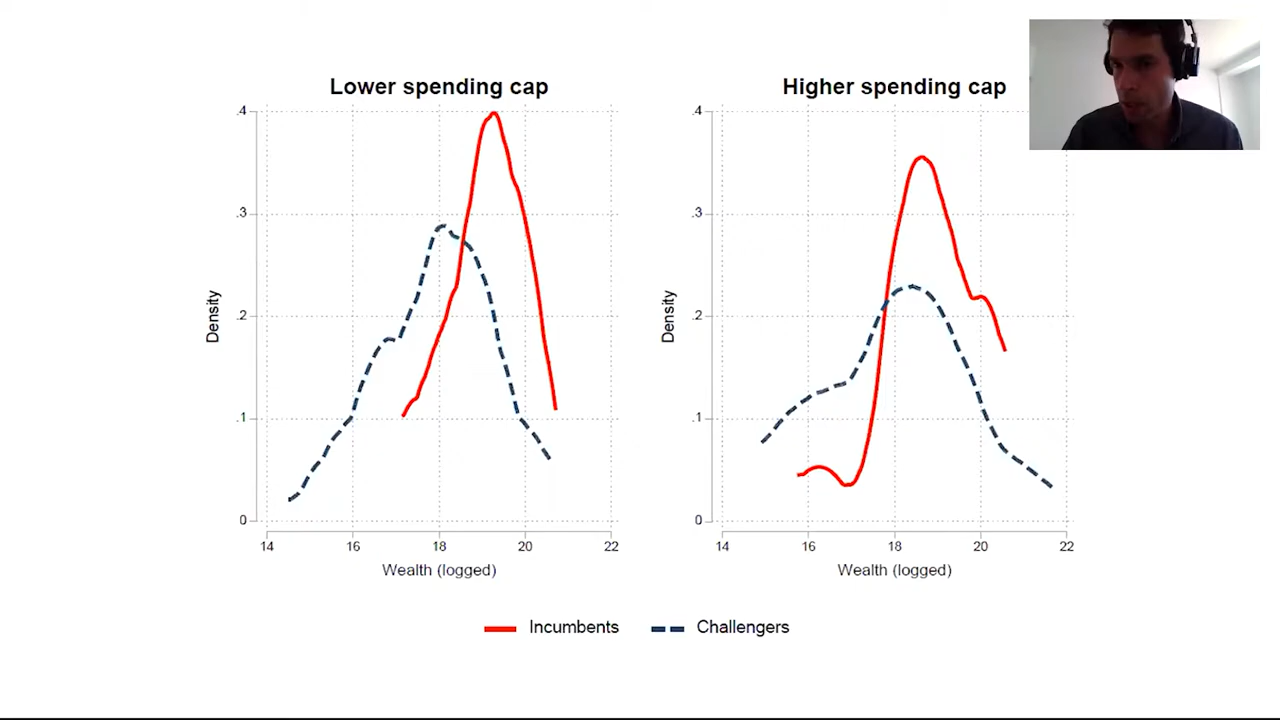 Lower spending cap
.4
.3
.2
.1
0
Density
14 16 18 20 22
Wealth (logged)
Higher spending cap
.4
.3
.2
.1
0
Density
14 16 18 20 22
Wealth (logged)
Incumbents Challengers